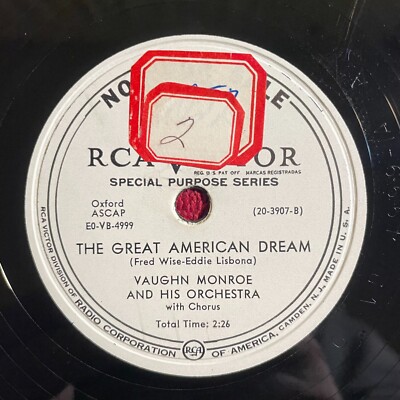 NO
LE
2
RCA V TOR
REG. U.S. PAT. OFF. MARCAS REGISTRADAS
SPECIAL PURPOSE SERIES
Oxford
ASCAP
E0-VB-4999
(20-3907-B)
THE GREAT AMERICAN DREAM
(Fred Wise-Eddie Lisbona)
VAUGHN MONROE
AND HIS ORCHESTRA
with Chorus
Total Time: 2:26
RCA VICTOR DIVISION OF RADIO CORPORATION OF AMERICA, CAMDEN, N.J. MADE IN U.S.A.
RCA